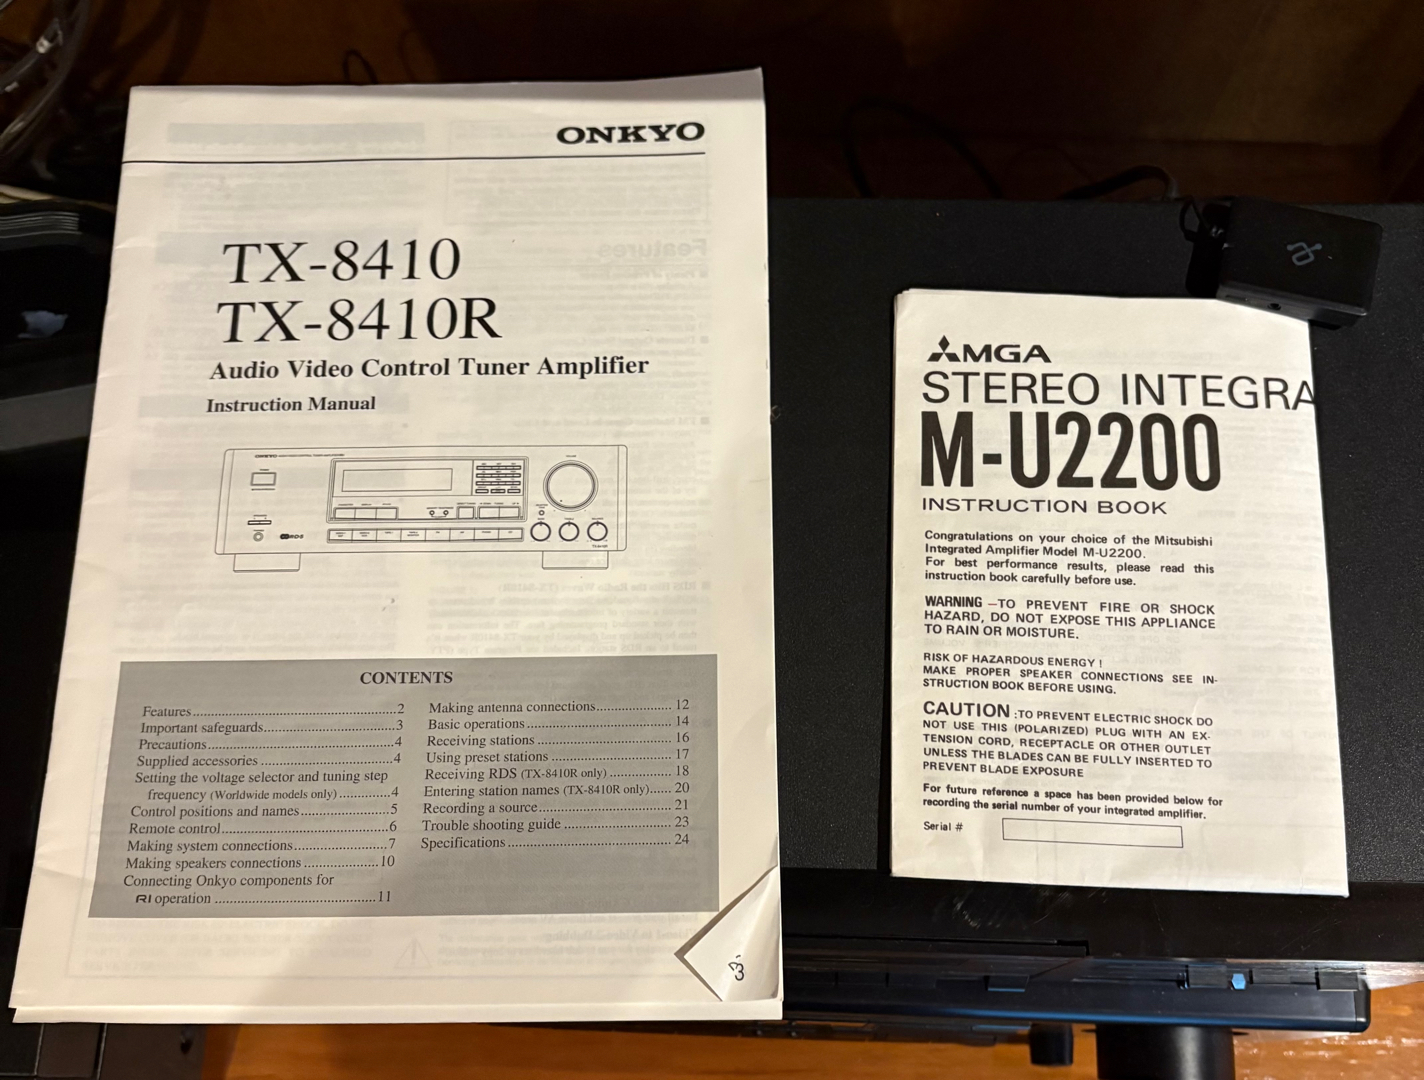 ONKYO
TX-8410
TX-8410R
Audio Video Control Tuner Amplifier
Instruction Manual
ONKYO
CONTENTS
Features 2
Important safeguards 3
Precautions 4
Supplied accessories 4
Setting the voltage selector and tuning step
frequency (Worldwide models only) 4
Control positions and names 5
Remote control 6
Making system connections 7
Making speakers connections 10
Connecting Onkyo components for
RI operation 11
Making antenna connections 12
Basic operations 14
Receiving stations 16
Using preset stations 17
Receiving RDS (TX-8410R only) 18
Entering station names (TX-8410R only) 20
Recording a source 21
Trouble shooting guide 23
Specifications 24
3
MGA
STEREO INTEGRA
M-U2200
INSTRUCTION BOOK
Congratulations on your choice of the Mitsubishi
Integrated Amplifier Model M-U2200.
For best performance results, please read this
instruction book carefully before use.
WARNING –TO PREVENT FIRE OR SHOCK
HAZARD, DO NOT EXPOSE THIS APPLIANCE
TO RAIN OR MOISTURE.
RISK OF HAZARDOUS ENERGY !
MAKE PROPER SPEAKER CONNECTIONS SEE IN-
STRUCTION BOOK BEFORE USING.
CAUTION :TO PREVENT ELECTRIC SHOCK DO
NOT USE THIS (POLARIZED) PLUG WITH AN EX-
TENSION CORD, RECEPTACLE OR OTHER OUTLET
UNLESS THE BLADES CAN BE FULLY INSERTED TO
PREVENT BLADE EXPOSURE
For future reference a space has been provided below for
recording the serial number of your integrated amplifier.
Serial #